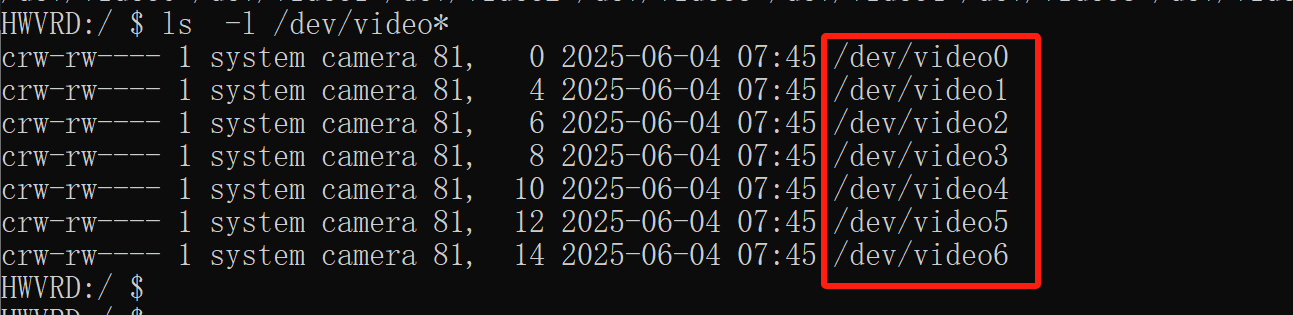 HWVRD:/ $ ls  -l /dev/video*
crw-rw---- 1 system camera 81,   0 2025-06-04 07:45 /dev/video0
crw-rw---- 1 system camera 81,   4 2025-06-04 07:45 /dev/video1
crw-rw---- 1 system camera 81,   6 2025-06-04 07:45 /dev/video2
crw-rw---- 1 system camera 81,   8 2025-06-04 07:45 /dev/video3
crw-rw---- 1 system camera 81,  10 2025-06-04 07:45 /dev/video4
crw-rw---- 1 system camera 81,  12 2025-06-04 07:45 /dev/video5
crw-rw---- 1 system camera 81,  14 2025-06-04 07:45 /dev/video6
HWVRD:/ $